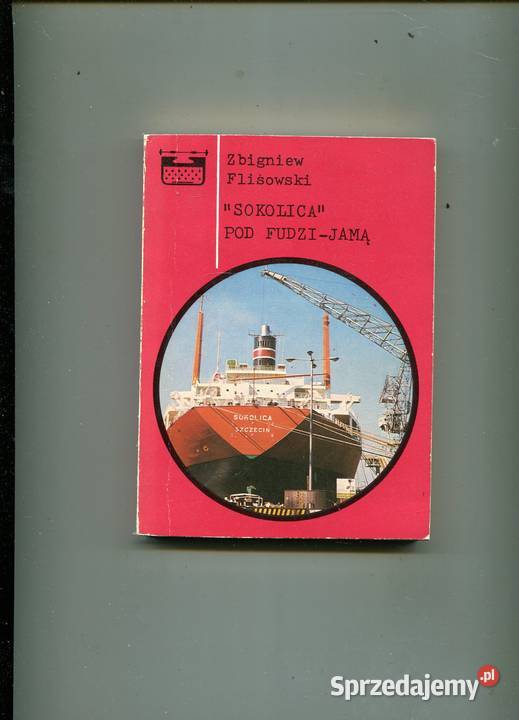 Zbigniew
Flisowski
"SOKOLICA"
POD FUDZI-JAMĄ
SOKOLICA
SZCZECIN
Sprzedajemy.pl